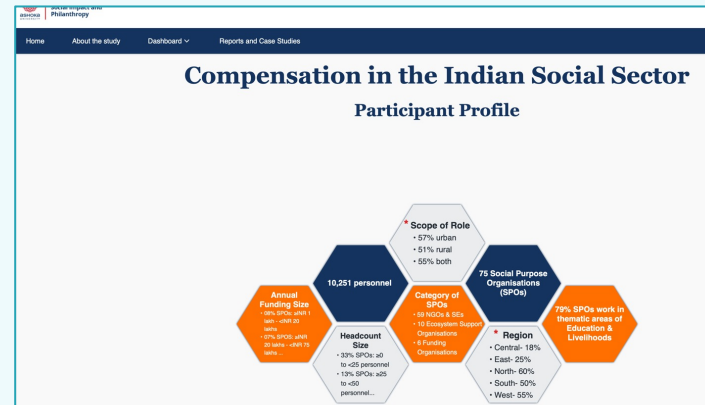 ASHOKA
UNIVERSITY
Social Impact and
Philanthropy
Home
About the study
Dashboard
Reports and Case Studies
Compensation in the Indian Social Sector
Participant Profile
* Scope of Role
• 57% urban
• 51% rural
• 55% both
10,251 personnel
75 Social Purpose
Organisations
(SPOs)
Annual
Funding Size
• 09% SPOs: ≥INR 1
lakh - <INR 20
lakhs
• 07% SPOS: ≥INR
20 lakhs - <INR 75
lakhs ...
Category of
SPOs
• 59 NGOs & SEs
• 10 Ecosystem Support
Organisations
• 6 Funding
Organisations
79% SPOs work in
thematic areas of
Education &
Livelihoods
Headcount
Size
• 33% SPOs: ≥0
to <25 personnel
• 13% SPOs: ≥25
to <50
personnel...
* Region
• Central- 18%
• East- 25%
• North- 60%
• South- 50%
• West- 55%